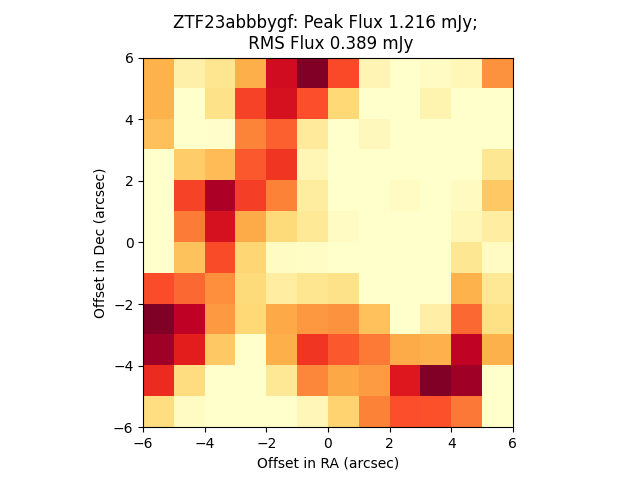 ZTF23abbbygf: Peak Flux 1.216 mJy;
RMS Flux 0.389 mJy
6
4
2
0
−2
−4
−6
Offset in Dec (arcsec)
−6 −4 −2 0 2 4 6
Offset in RA (arcsec)